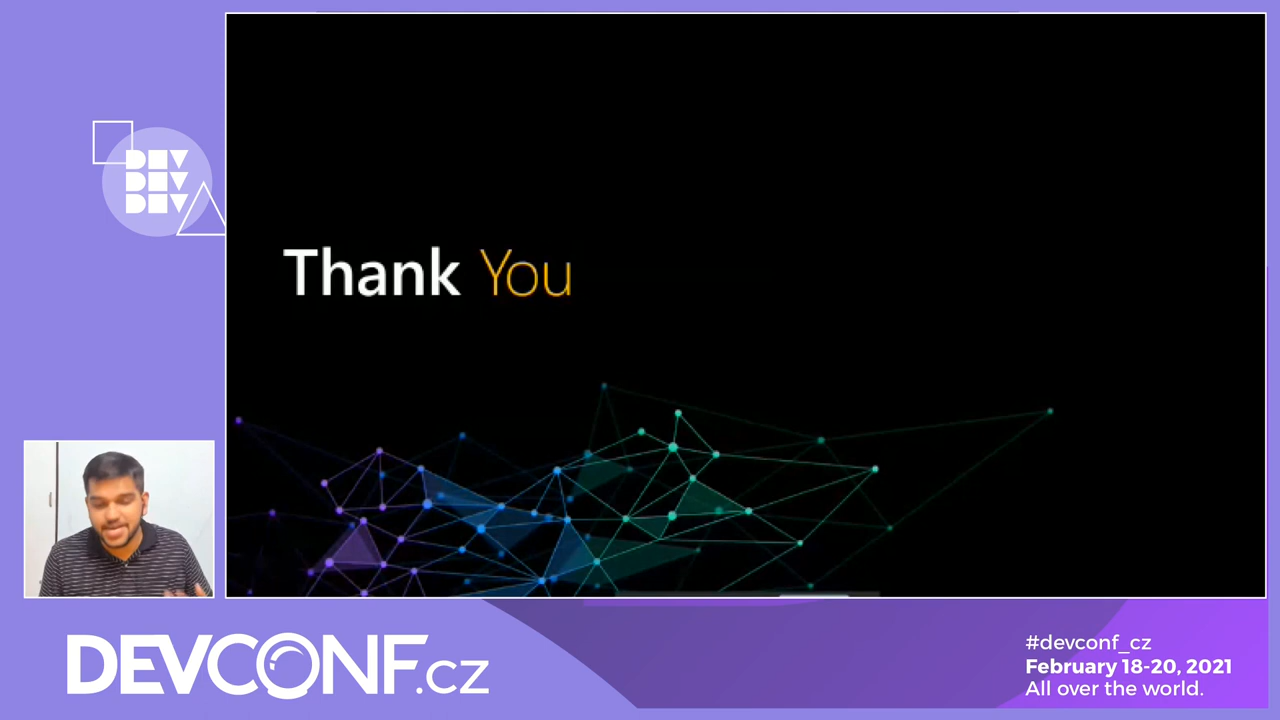 DEV
DEV
DEV
Thank You
DEVCONF.cz
#devconf_cz
February 18-20, 2021
All over the world.